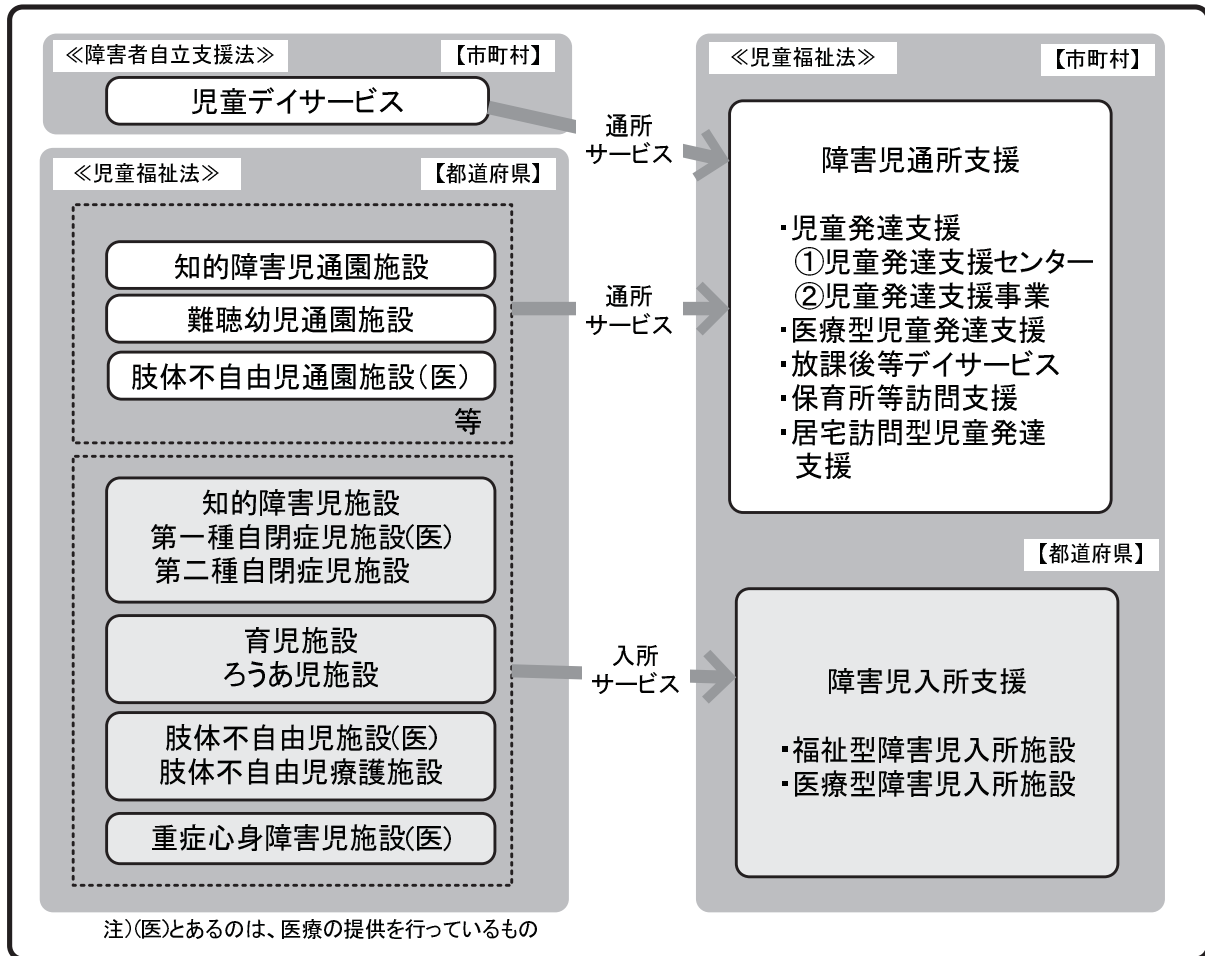 ≪障害者自立支援法≫
【市町村】
児童デイサービス
≪児童福祉法≫
【都道府県】
知的障害児通園施設
難聴幼児通園施設
肢体不自由児通園施設(医)
等
知的障害児施設
第一種自閉症児施設(医)
第二種自閉症児施設
育児施設
ろうあ児施設
肢体不自由児施設(医)
肢体不自由児療護施設
重症心身障害児施設(医)
注)(医)とあるのは、医療の提供を行っているもの
通所
サービス
通所
サービス
入所
サービス
≪児童福祉法≫
【市町村】
障害児通所支援
・児童発達支援
①児童発達支援センター
②児童発達支援事業
・医療型児童発達支援
・放課後等デイサービス
・保育所等訪問支援
・居宅訪問型児童発達
支援
【都道府県】
障害児入所支援
・福祉型障害児入所施設
・医療型障害児入所施設